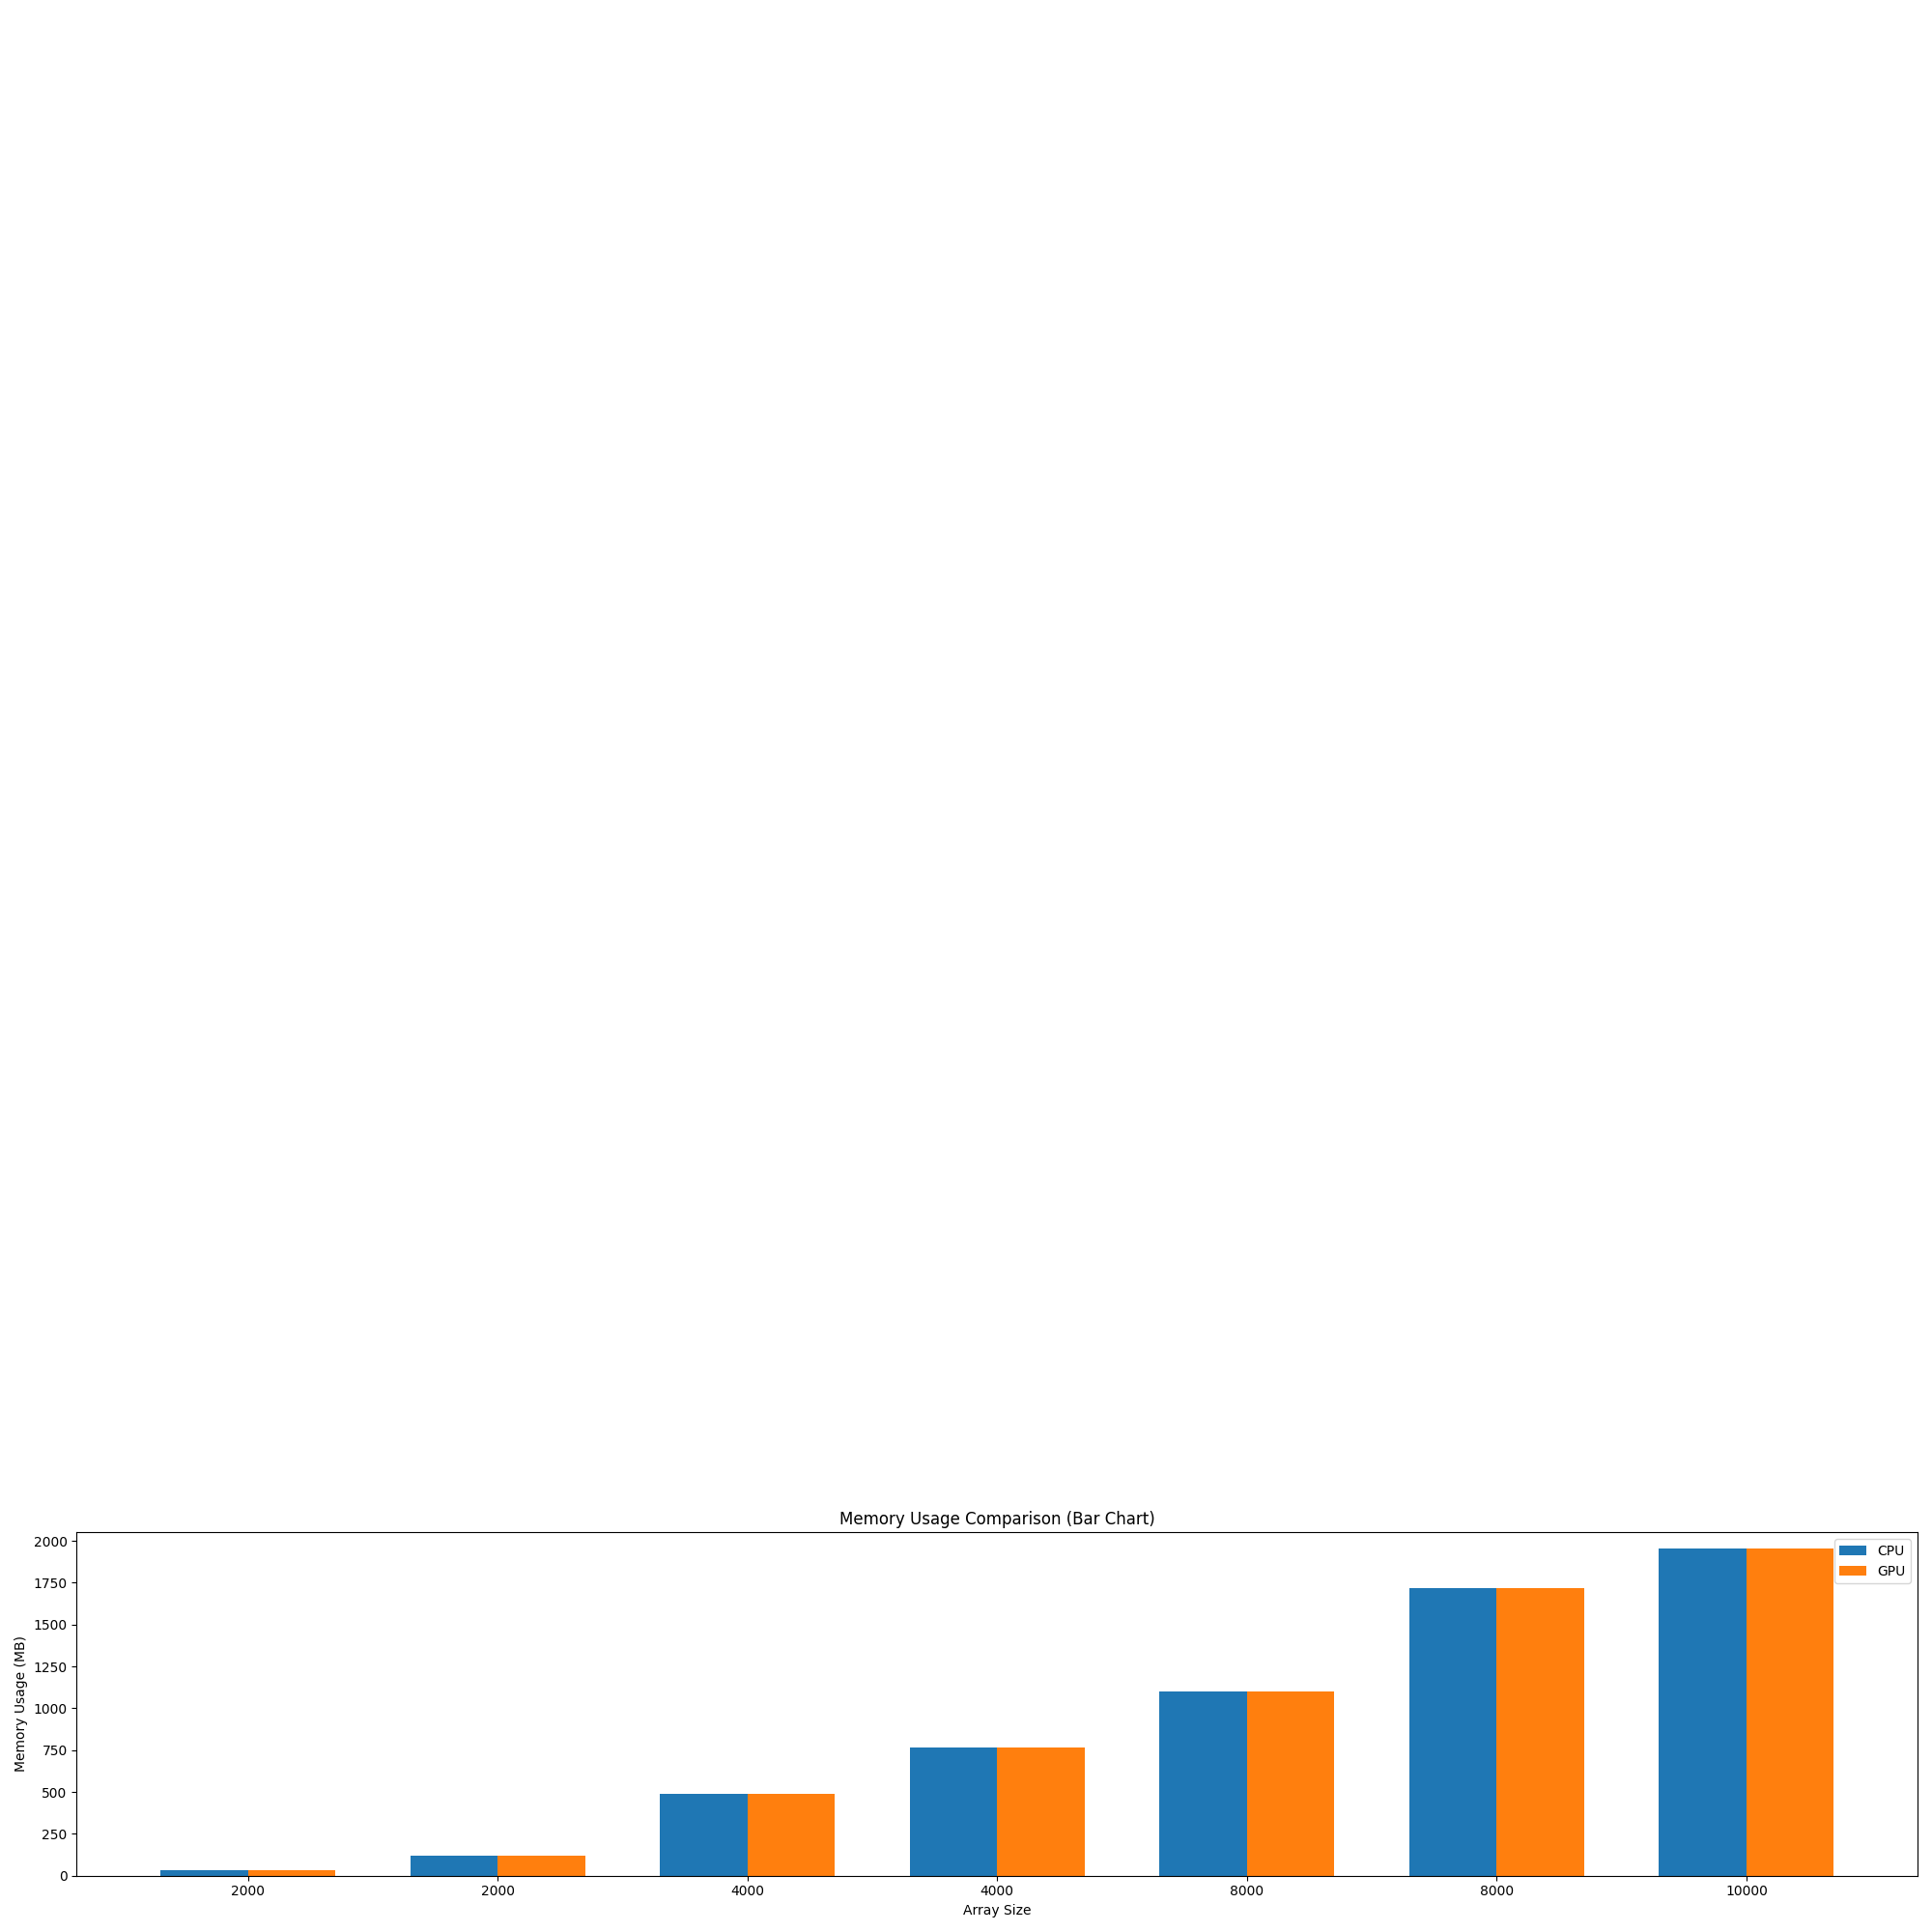 Memory Usage Comparison (Bar Chart)
CPU
GPU
Memory Usage (MB)
2000
1750
1500
1250
1000
750
500
250
0
2000 2000 4000 4000 8000 8000 10000
Array Size